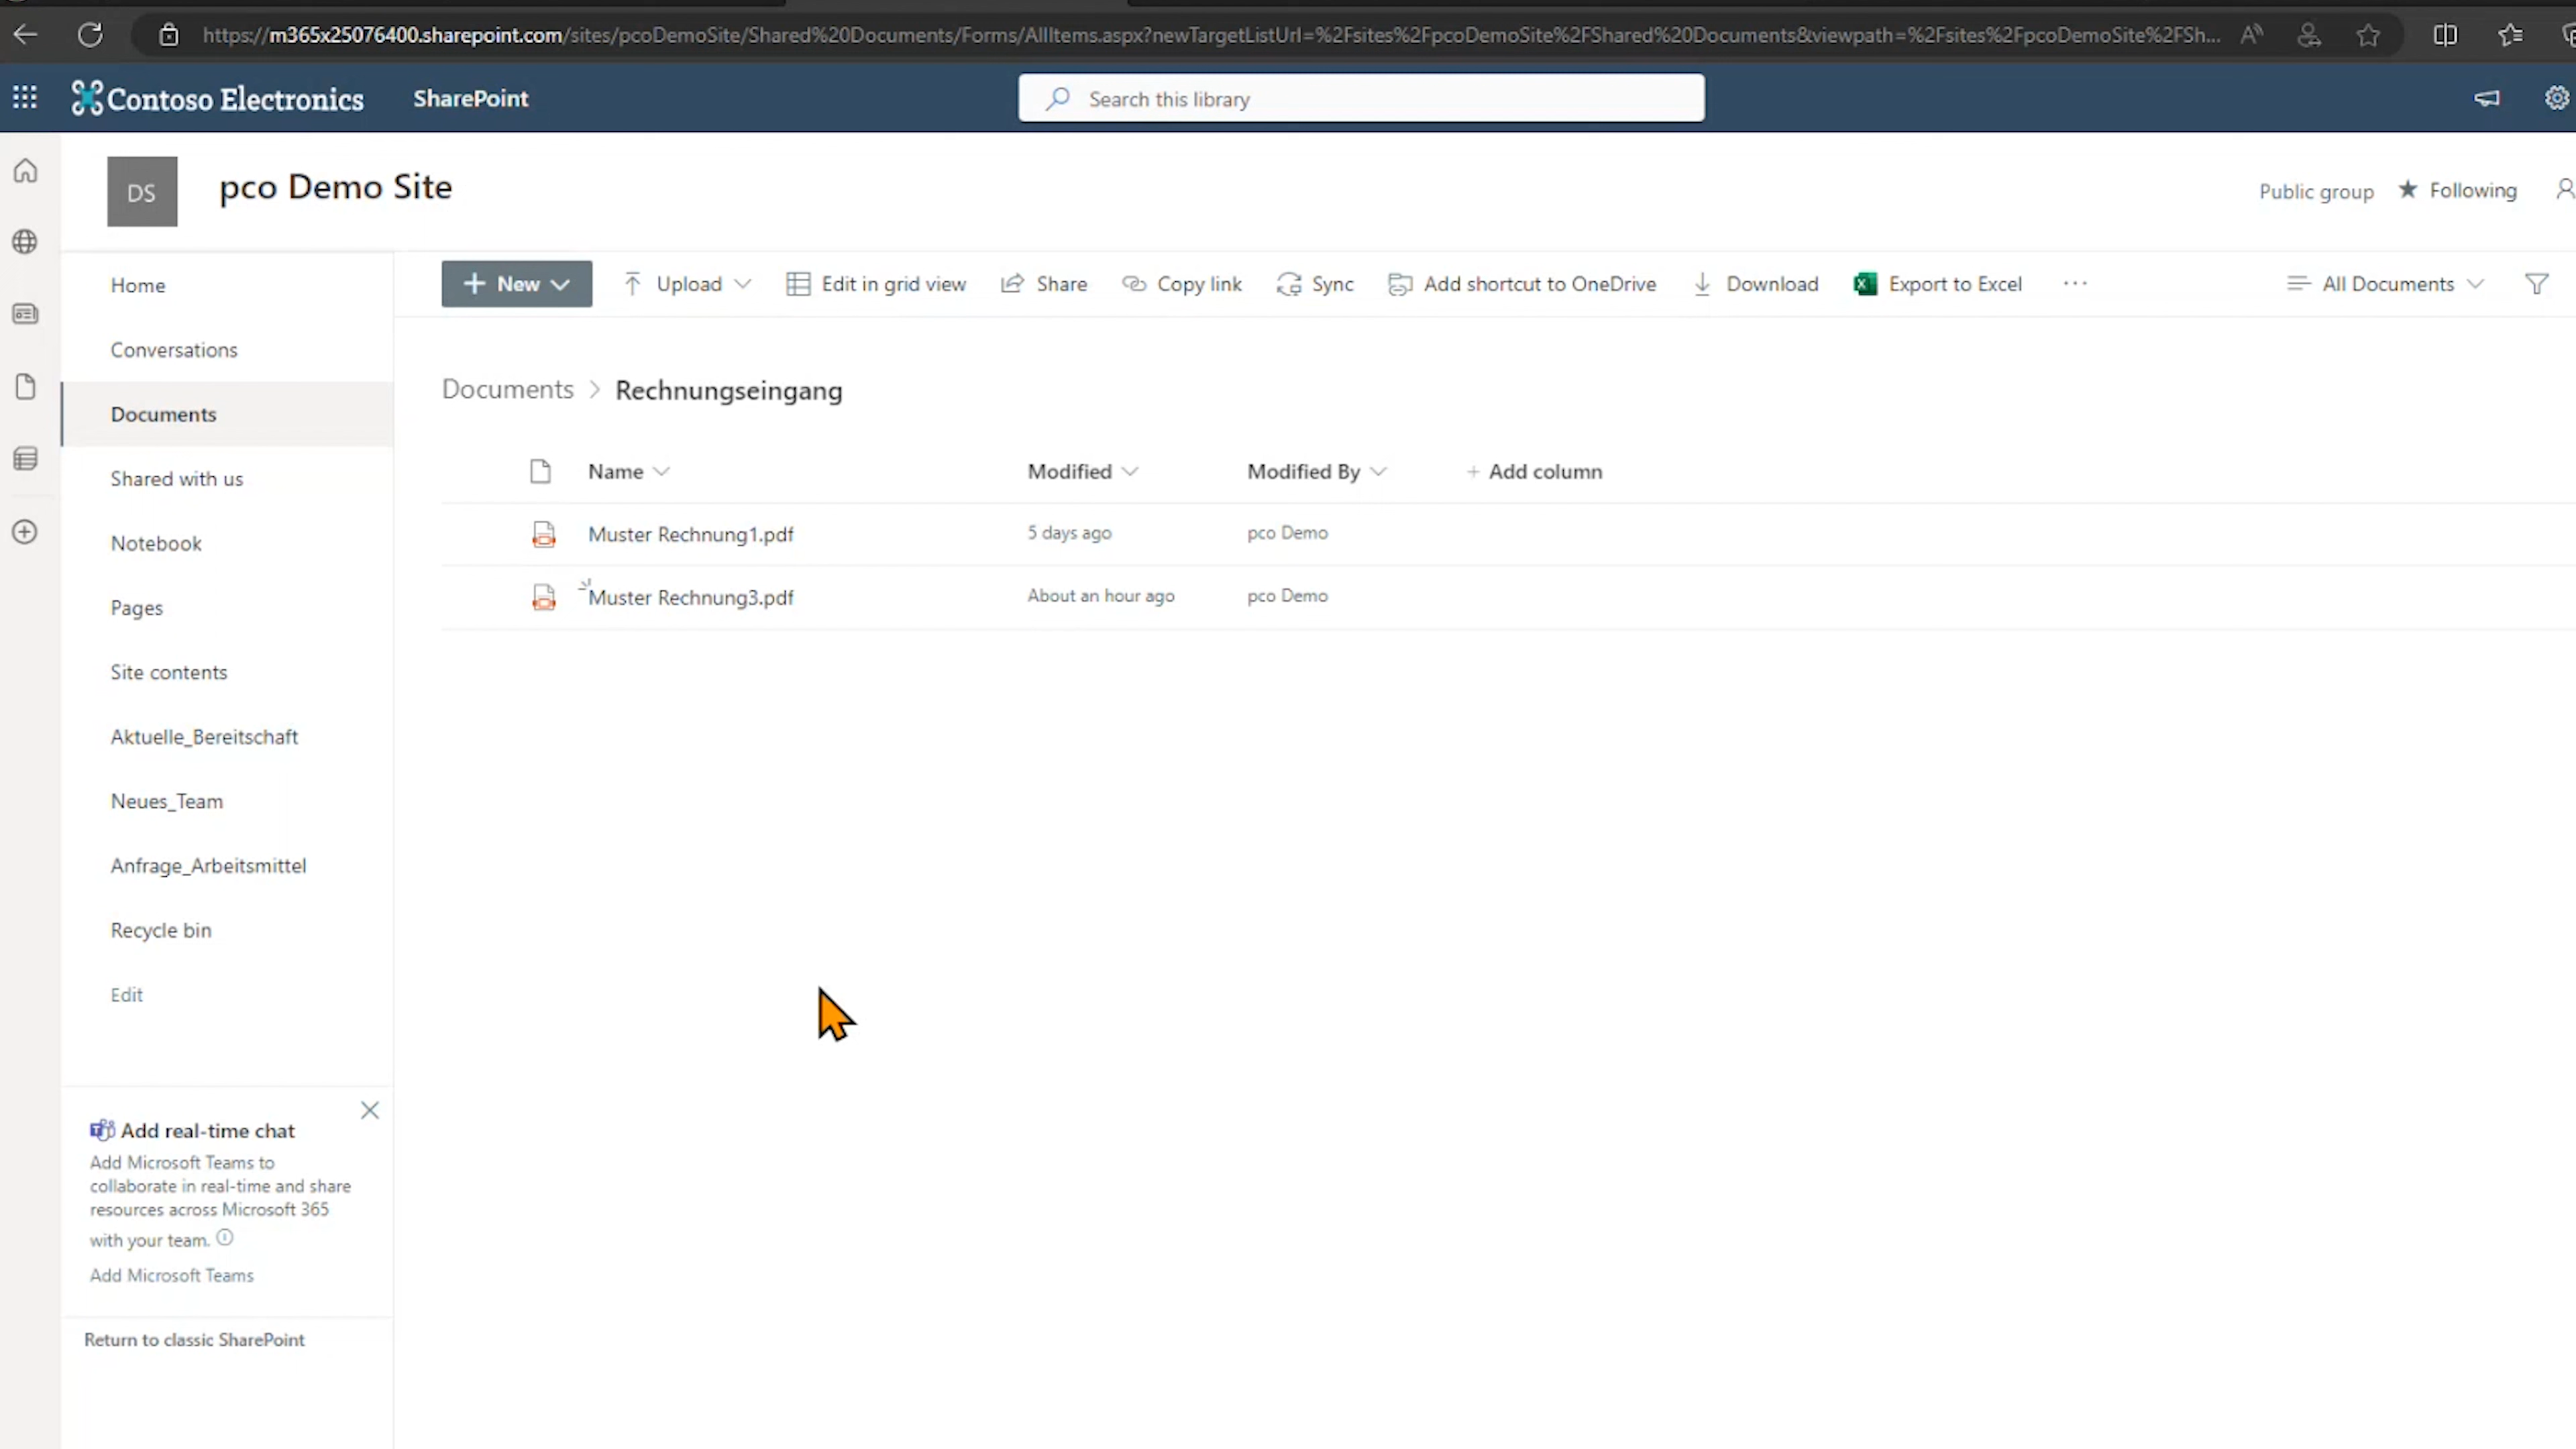 https://m365x25076400.sharepoint.com/sites/pcoDemoSite/Shared%20Documents/Forms/AllItems.aspx?newTargetListUrl=%2Fsites%2FpcoDemoSite%2FShared%20Documents&viewpath=%2Fsites%2FpcoDemoSite%2FSh...
Contoso Electronics SharePoint Search this library
DS pco Demo Site Public group Following
Home
Conversations
Documents
Shared with us
Notebook
Pages
Site contents
Aktuelle_Bereitschaft
Neues_Team
Anfrage_Arbeitsmittel
Recycle bin
Edit
Add real-time chat
Add Microsoft Teams to
collaborate in real-time and share
resources across Microsoft 365
with your team.
Add Microsoft Teams
Return to classic SharePoint
+ New Upload Edit in grid view Share Copy link Sync Add shortcut to OneDrive Download Export to Excel ... All Documents
Documents > Rechnungseingang
Name Modified Modified By + Add column
Muster Rechnung1.pdf 5 days ago pco Demo
Muster Rechnung3.pdf About an hour ago pco Demo